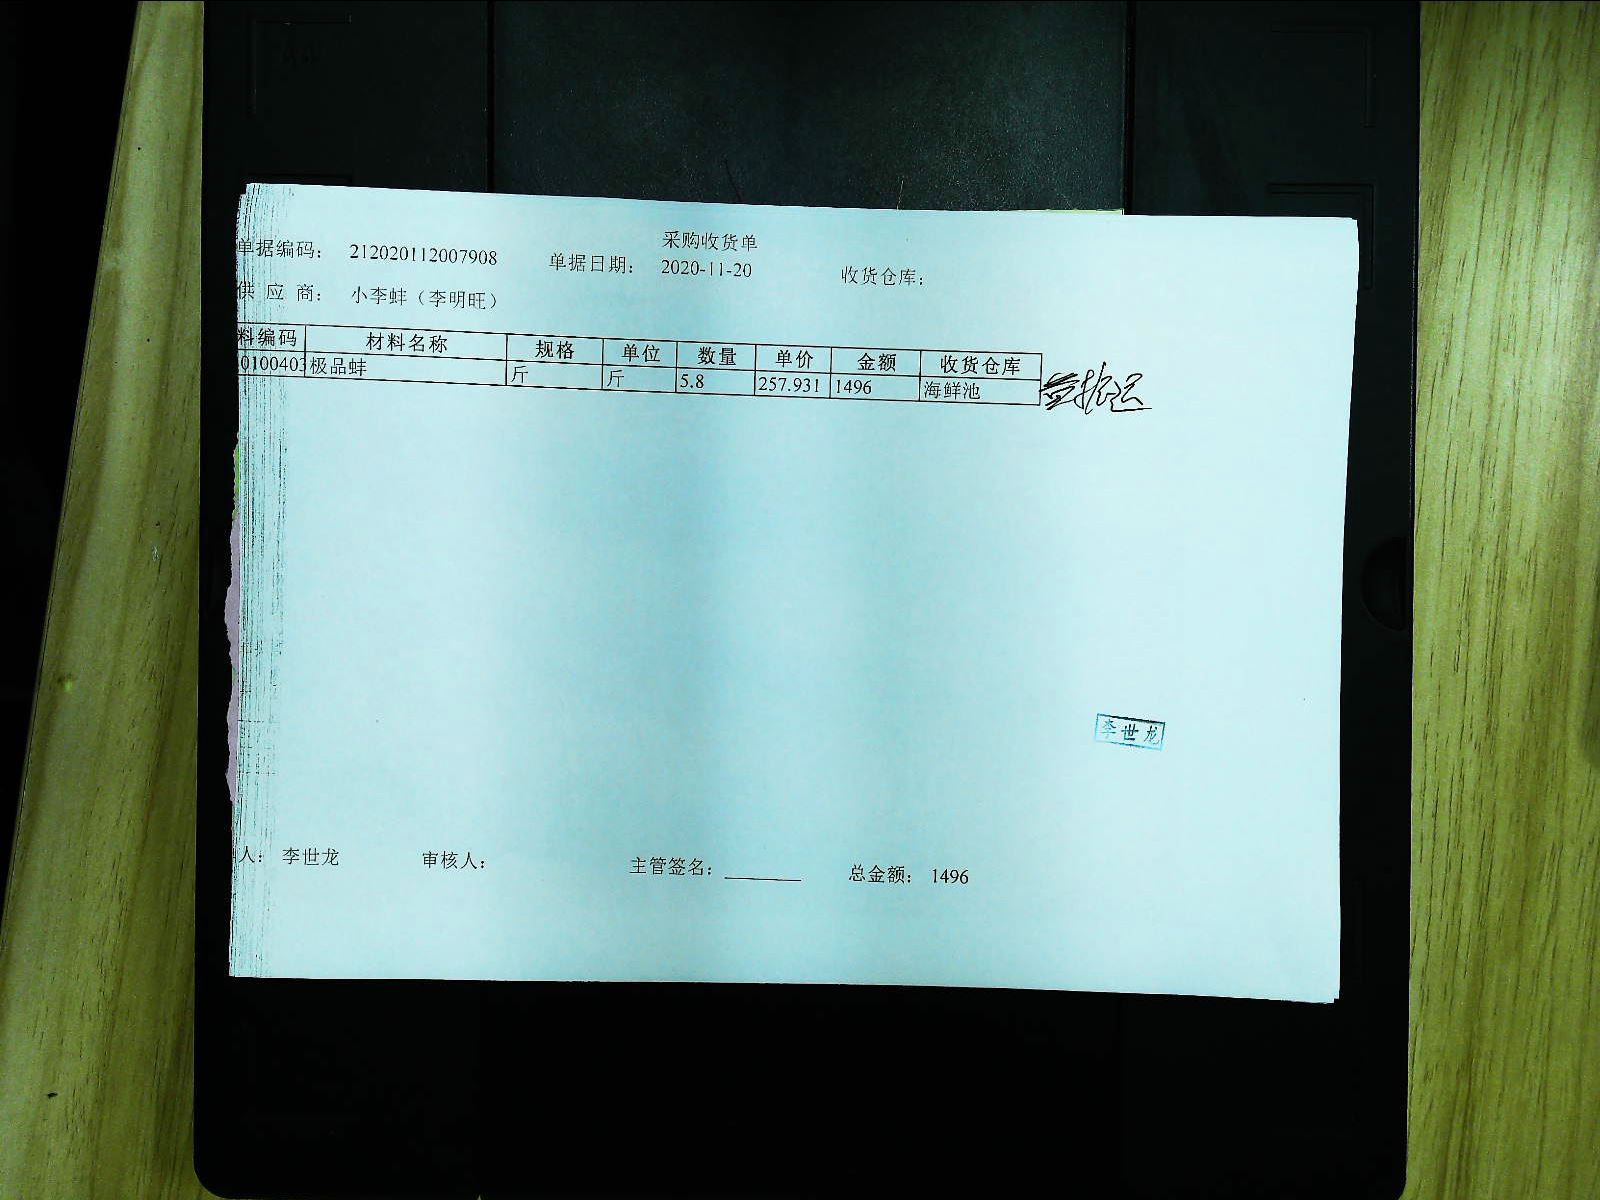 采购收货单
单据编码: 212020112007908 单据日期: 2020-11-20 收货仓库:
供 应 商: 小李蚌（李明旺）
料编码 材料名称 规格 单位 数量 单价 金额 收货仓库
0100403 极品蚌 斤 斤 5.8 257.931 1496 海鲜池
李世龙
人: 李世龙 审核人: 主管签名: 总金额: 1496